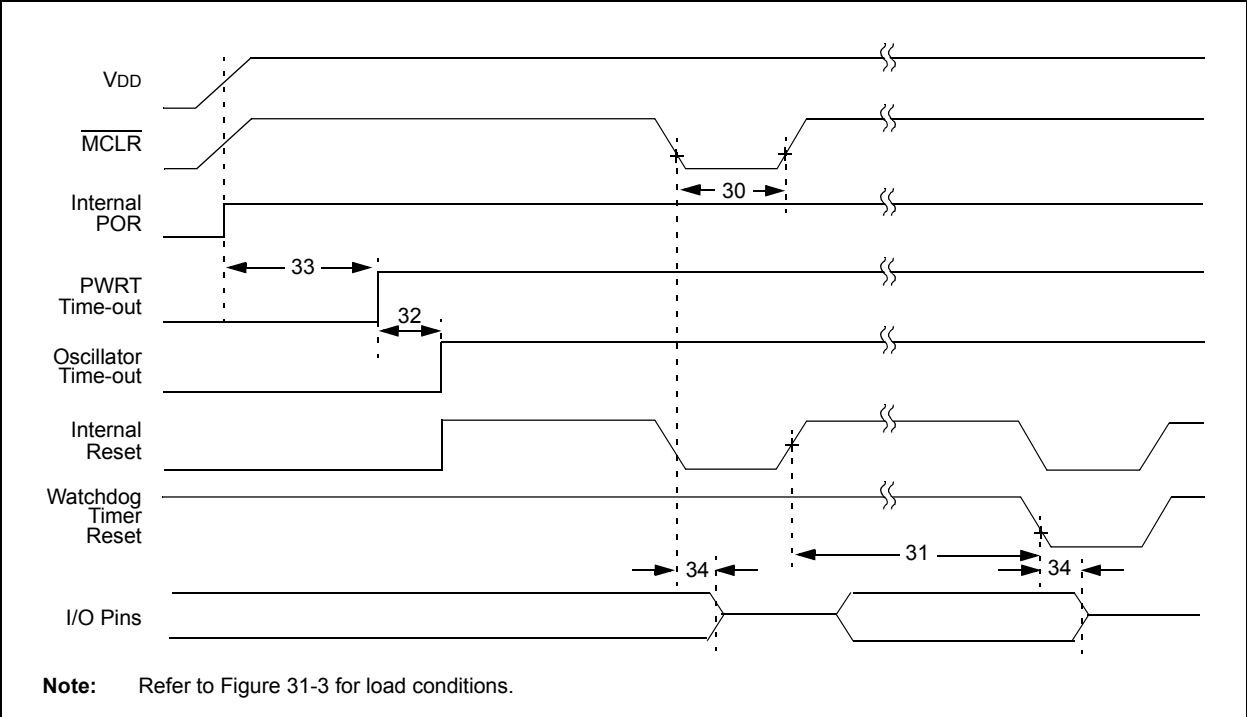 VDD
MCLR
Internal
POR
30
33
PWRT
Time-out
32
Oscillator
Time-out
Internal
Reset
Watchdog
Timer
Reset
31
34
34
I/O Pins
Note: Refer to Figure 31-3 for load conditions.